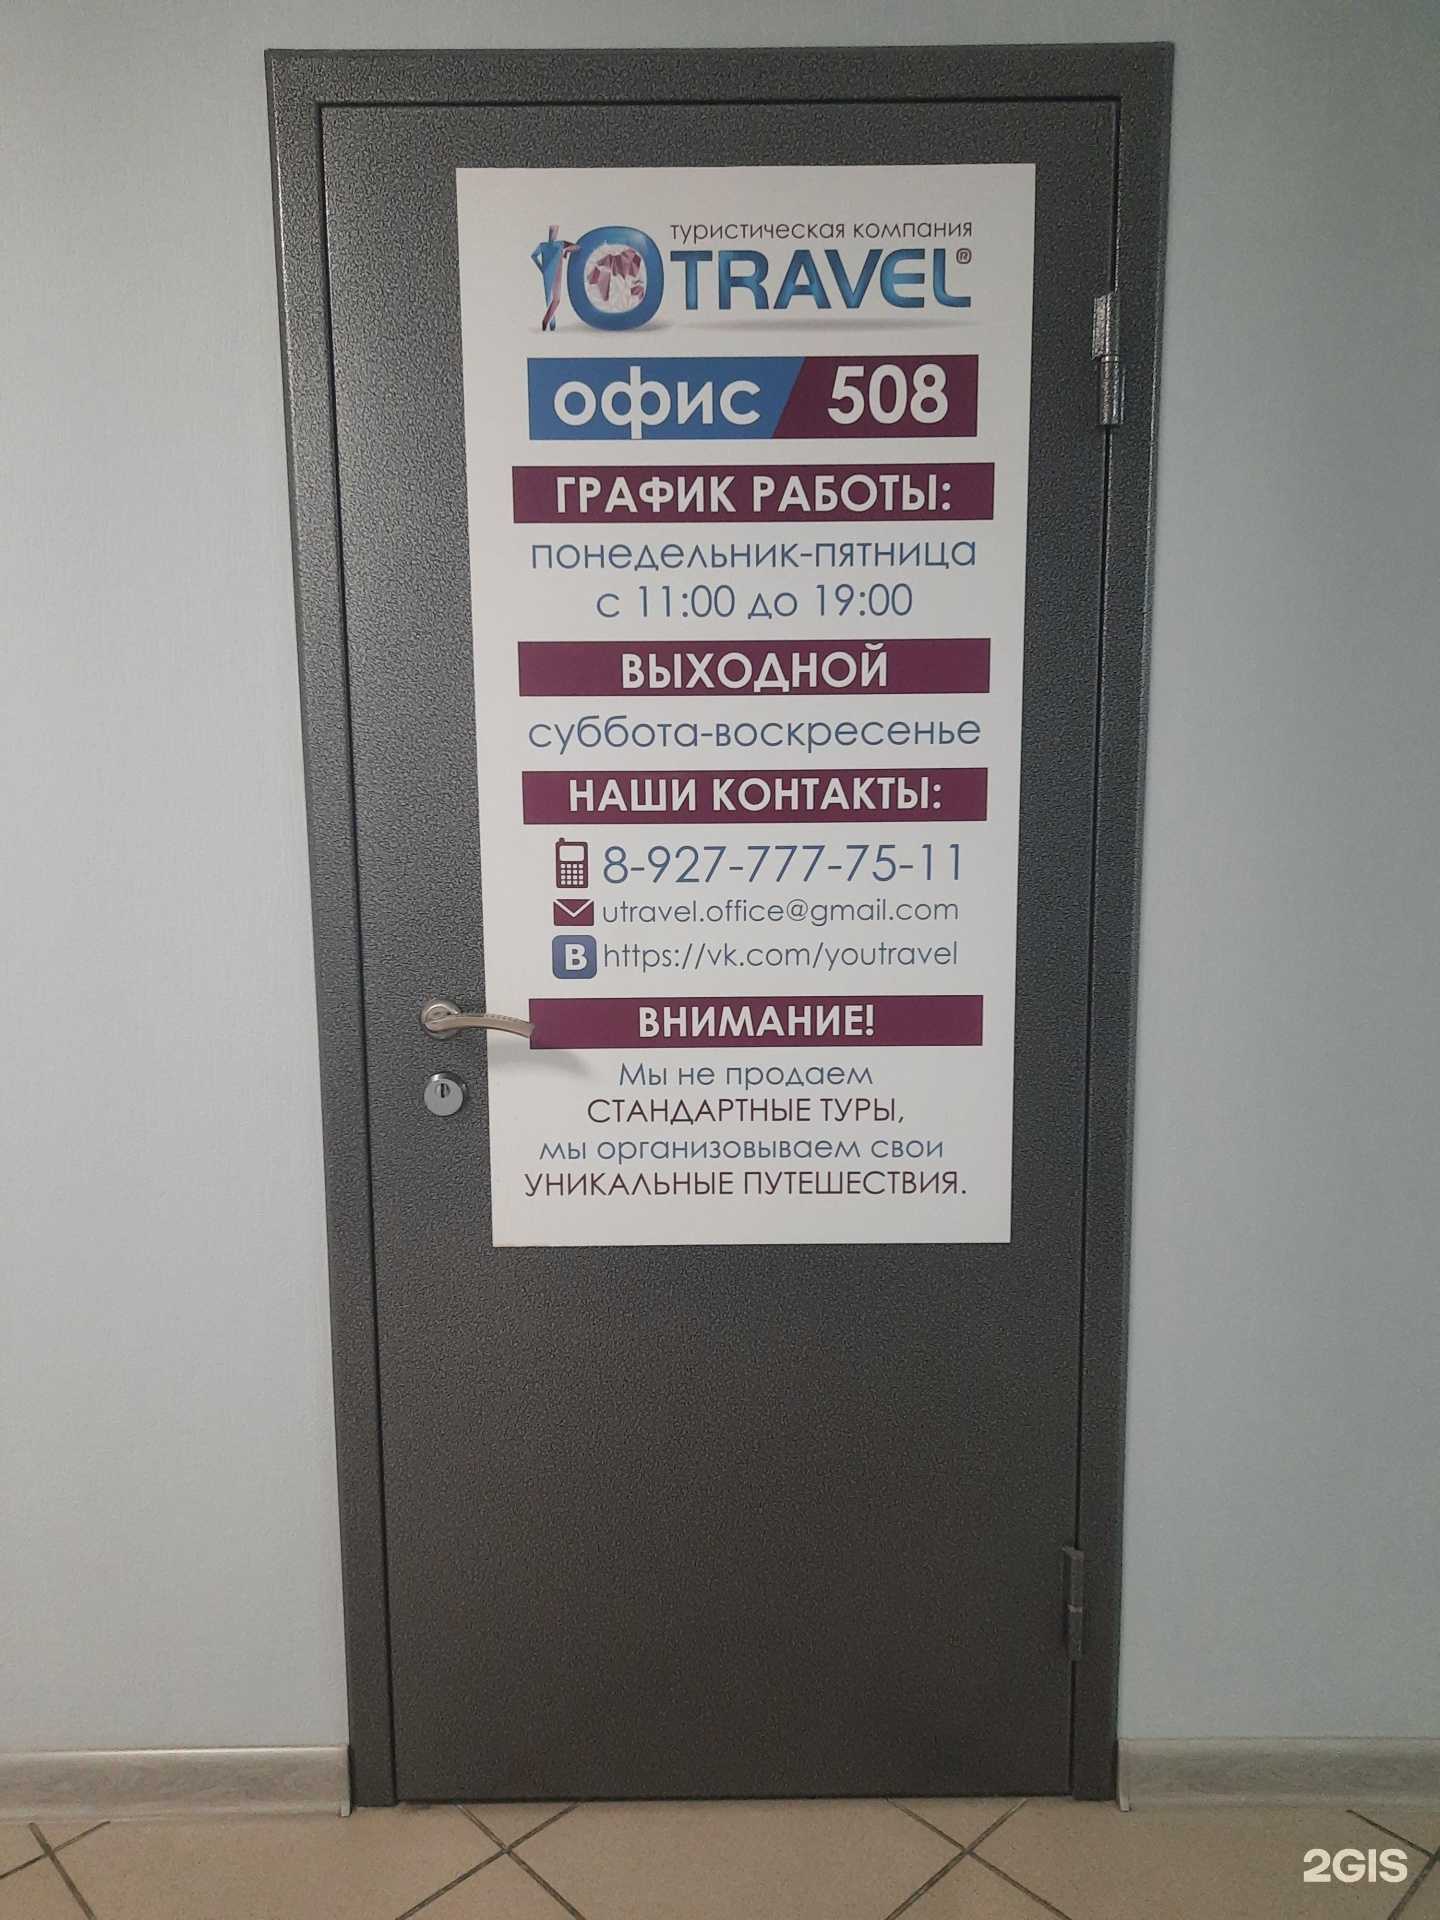 туристическая компания
ЮTRAVEL®
офис 508
ГРАФИК РАБОТЫ:
понедельник-пятница
с 11:00 до 19:00
ВЫХОДНОЙ
суббота-воскресенье
НАШИ КОНТАКТЫ:
8-927-777-75-11
utravel.office@gmail.com
В https://vk.com/youtravel
ВНИМАНИЕ!
Мы не продаем
СТАНДАРТНЫЕ ТУРЫ,
мы организовываем свои
УНИКАЛЬНЫЕ ПУТЕШЕСТВИЯ.
2GIS